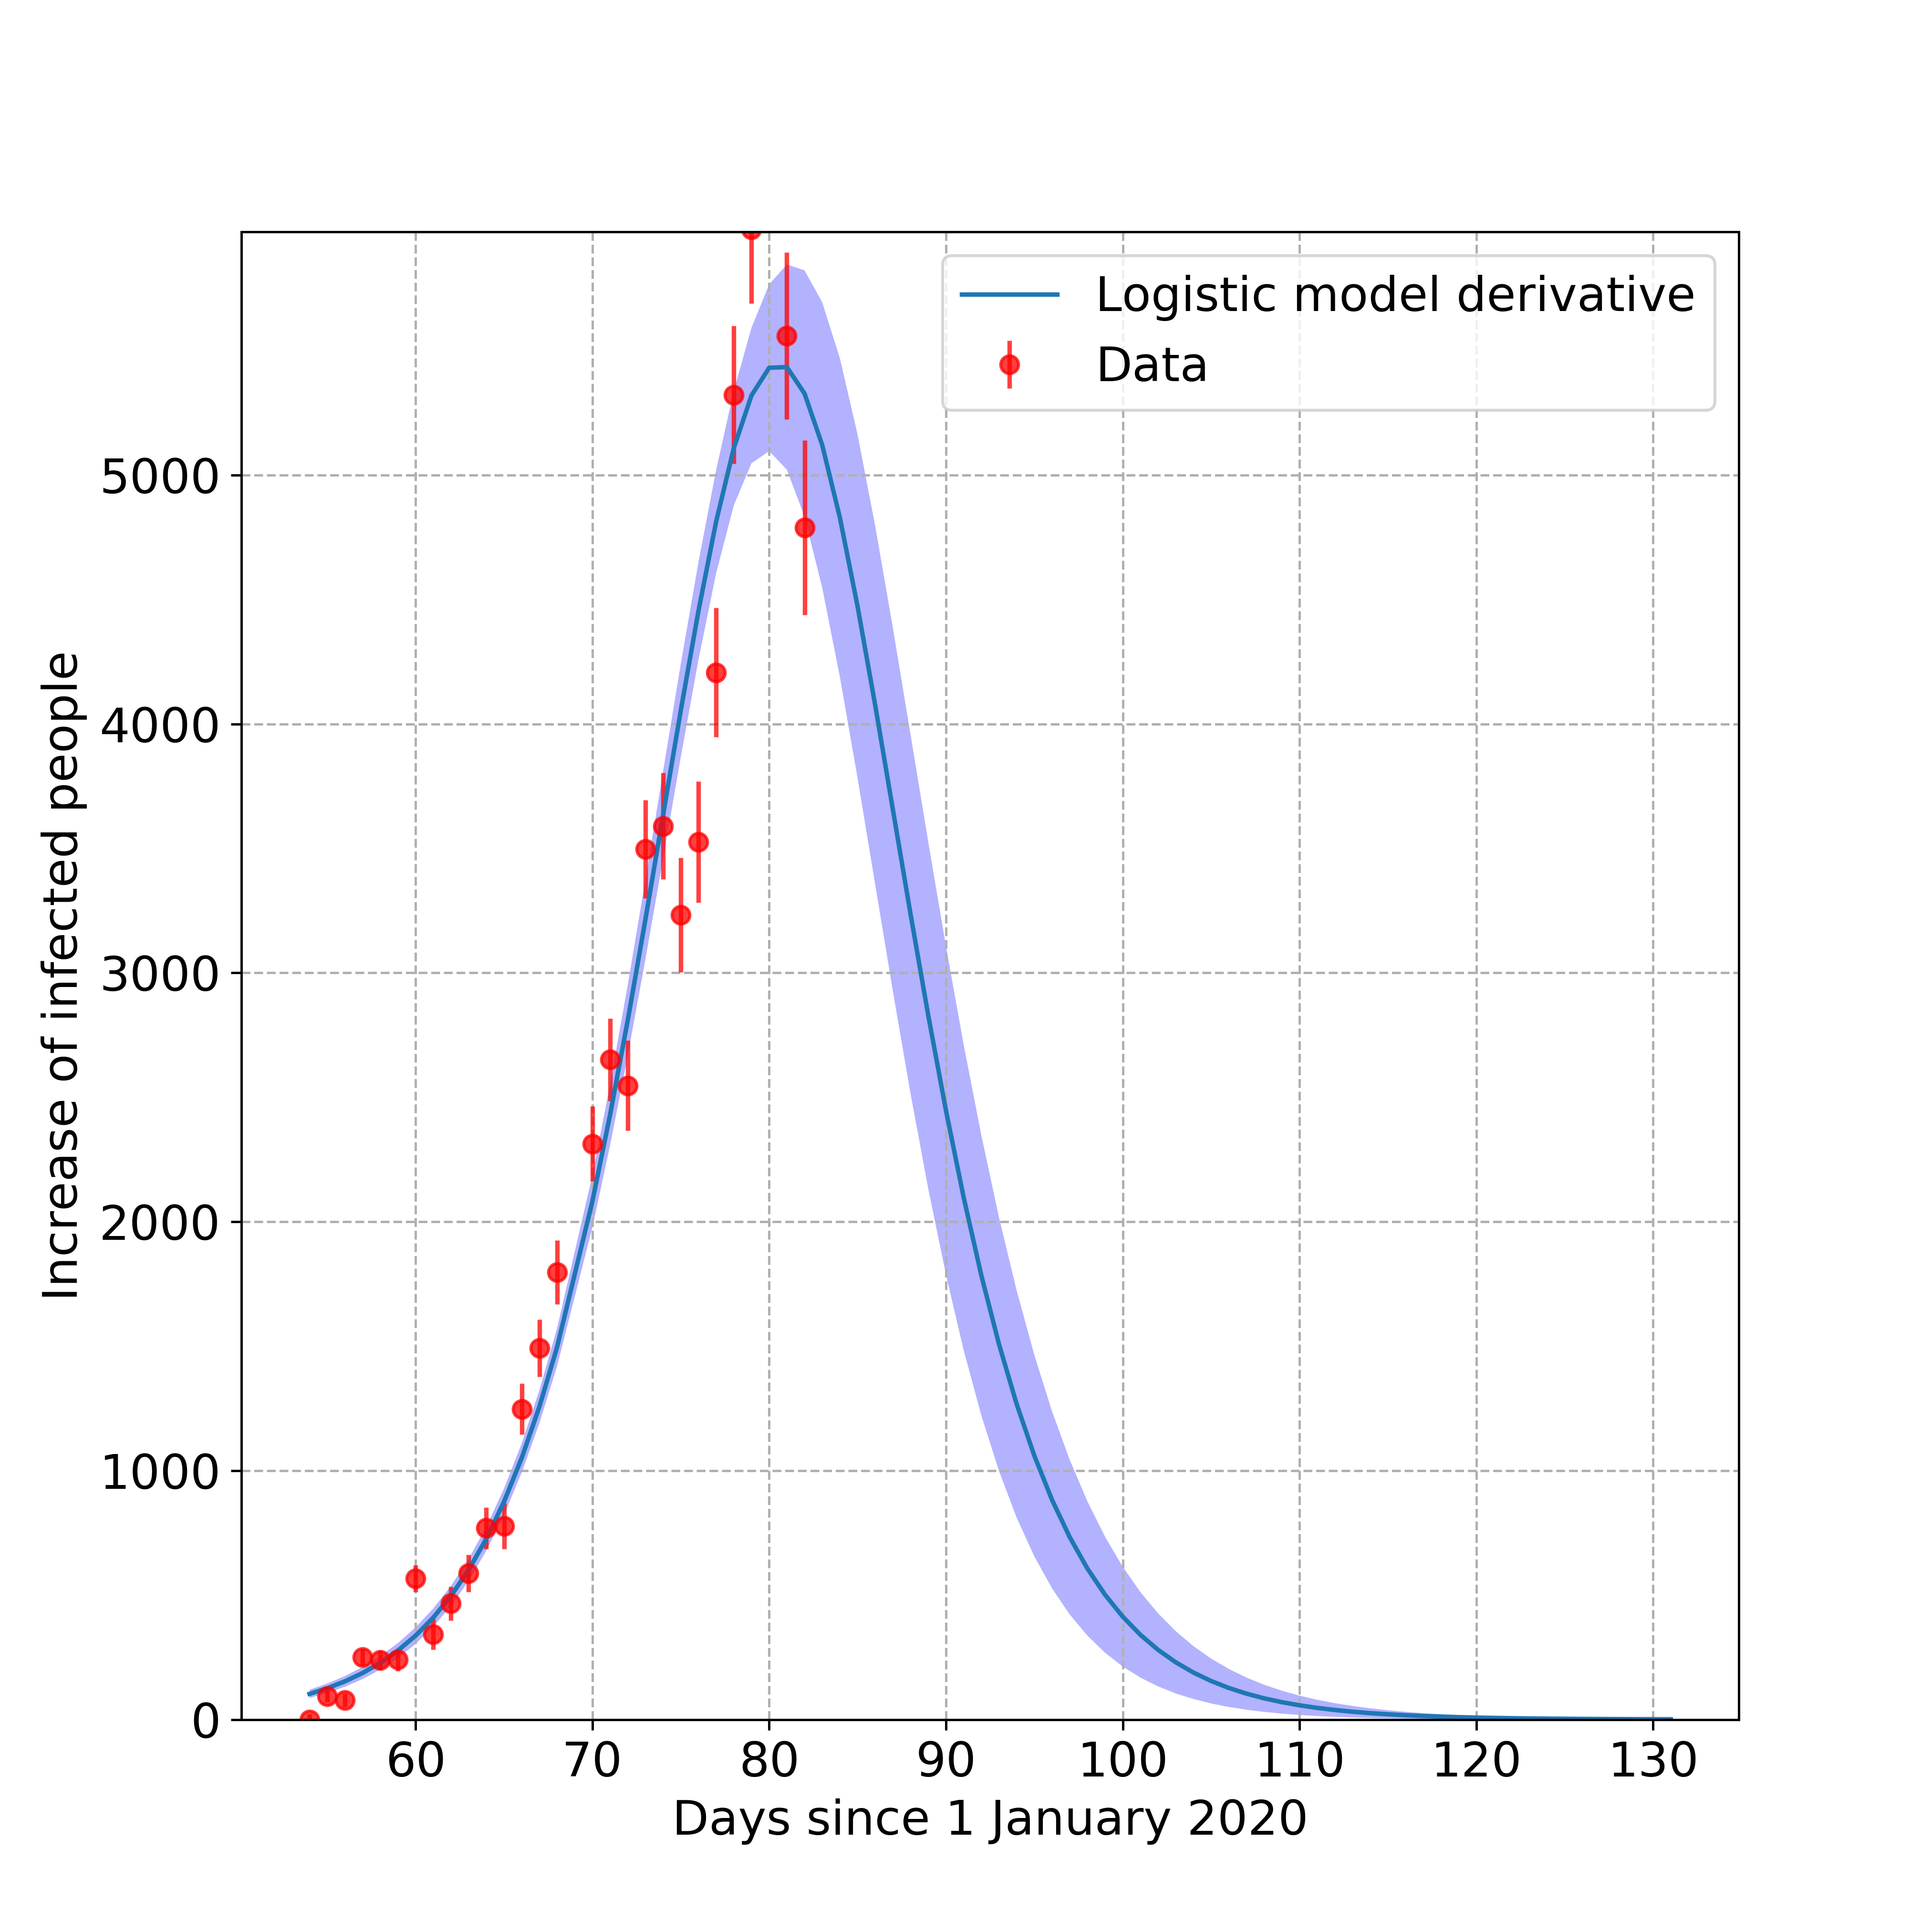 Logistic model derivative
Data
5000
4000
3000
2000
1000
0
Increase of infected people
60 70 80 90 100 110 120 130
Days since 1 January 2020